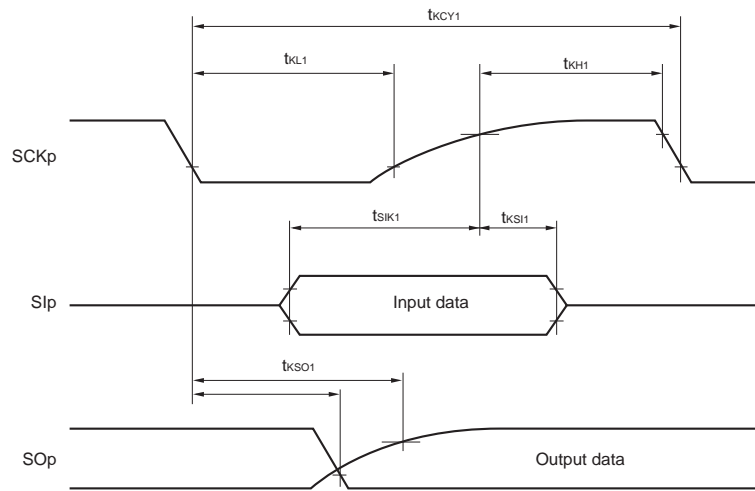 tKCY1
tKL1
tKH1
SCKp
tSIK1
tKSI1
SIp
Input data
tKSO1
SOp
Output data